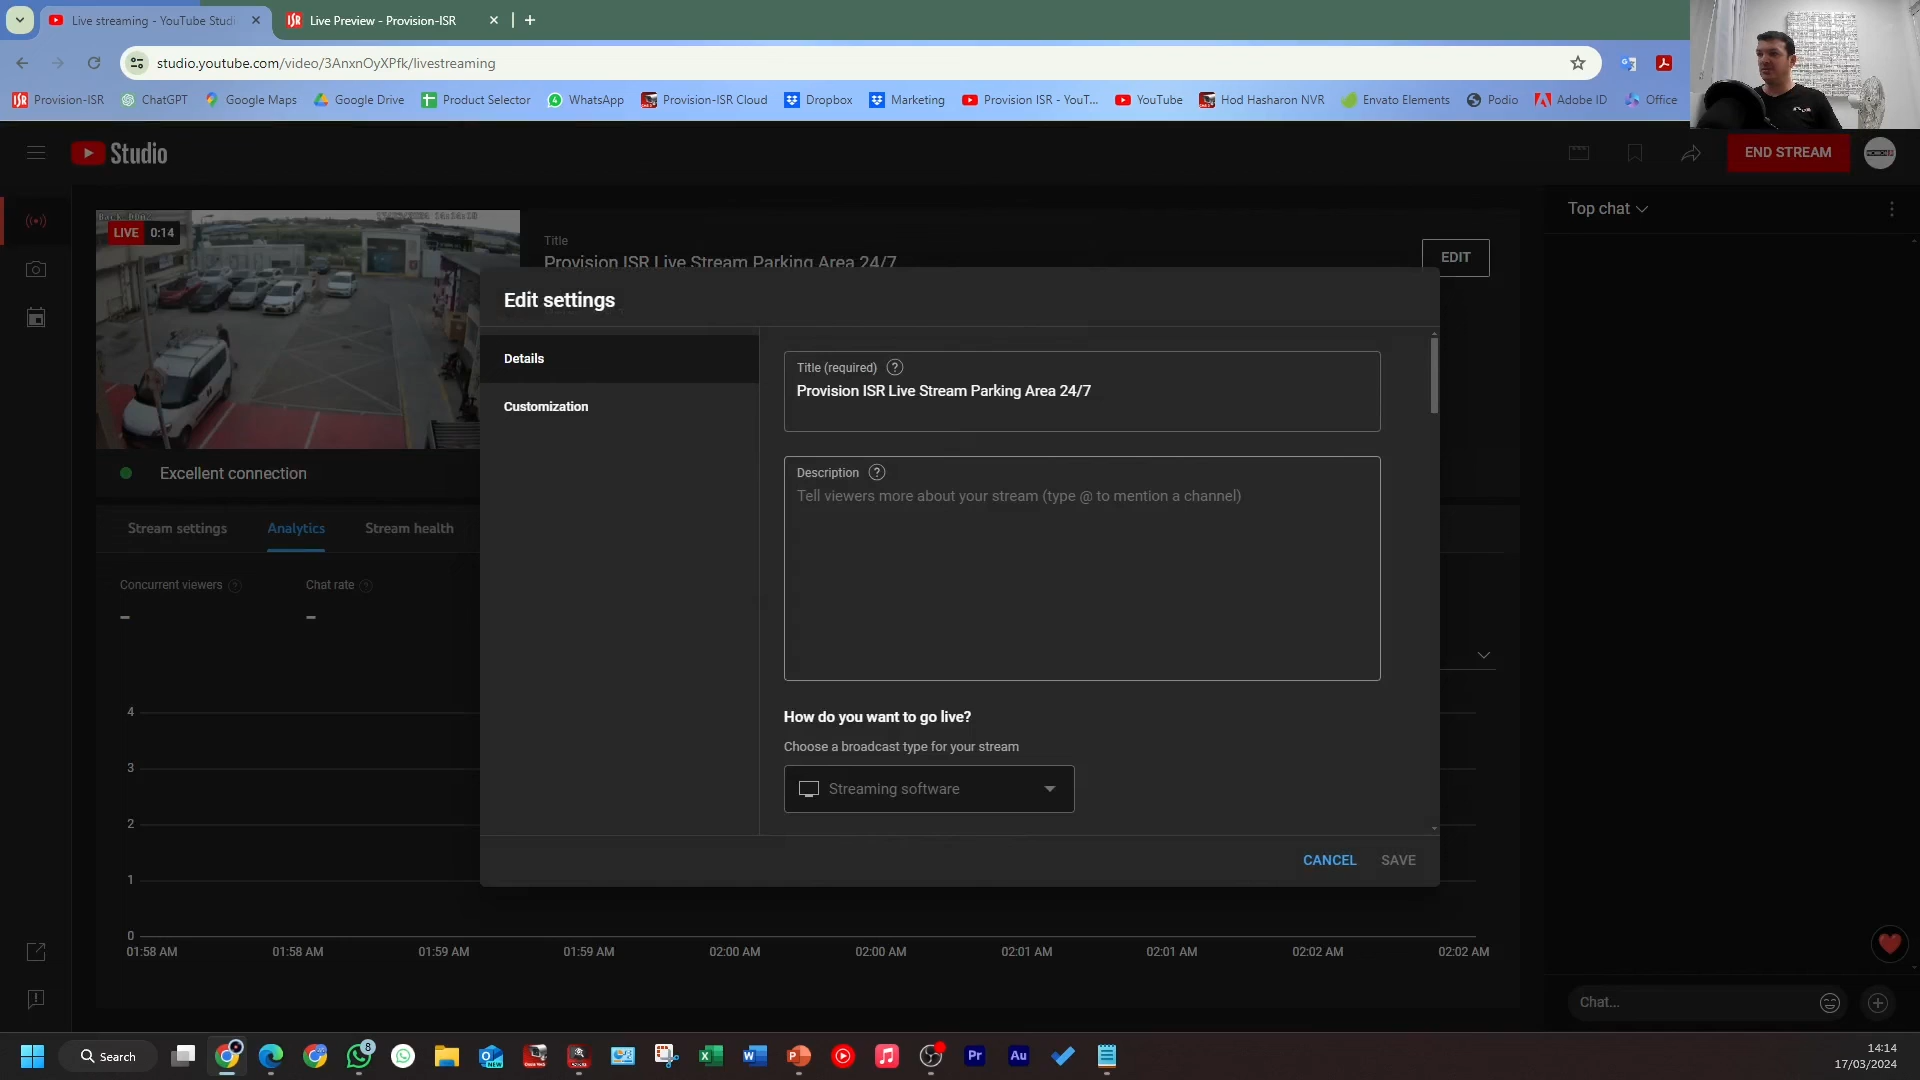 Live streaming - YouTube Studi
Live Preview - Provision-ISR
studio.youtube.com/video/3AnxnOyXPfk/livestreaming
Provision-ISR
ChatGPT
Google Maps
Google Drive
Product Selector
WhatsApp
Provision-ISR Cloud
Dropbox
Marketing
Provision ISR - YouT...
YouTube
Hod Hasharon NVR
Envato Elements
Podio
Adobe ID
Office
Studio
END STREAM
LIVE 0:14
Title
Provision ISR Live Stream Parking Area 24/7
EDIT
Top chat
Edit settings
Details
Customization
Title (required)
Provision ISR Live Stream Parking Area 24/7
Description
Tell viewers more about your stream (type @ to mention a channel)
How do you want to go live?
Choose a broadcast type for your stream
Streaming software
CANCEL
SAVE
Excellent connection
Stream settings
Analytics
Stream health
Concurrent viewers
Chat rate
–
–
4
3
2
1
0
01:58 AM
01:58 AM
01:59 AM
01:59 AM
02:00 AM
02:00 AM
02:01 AM
02:01 AM
02:02 AM
02:02 AM
Chat...
Search
8
14:14
17/03/2024